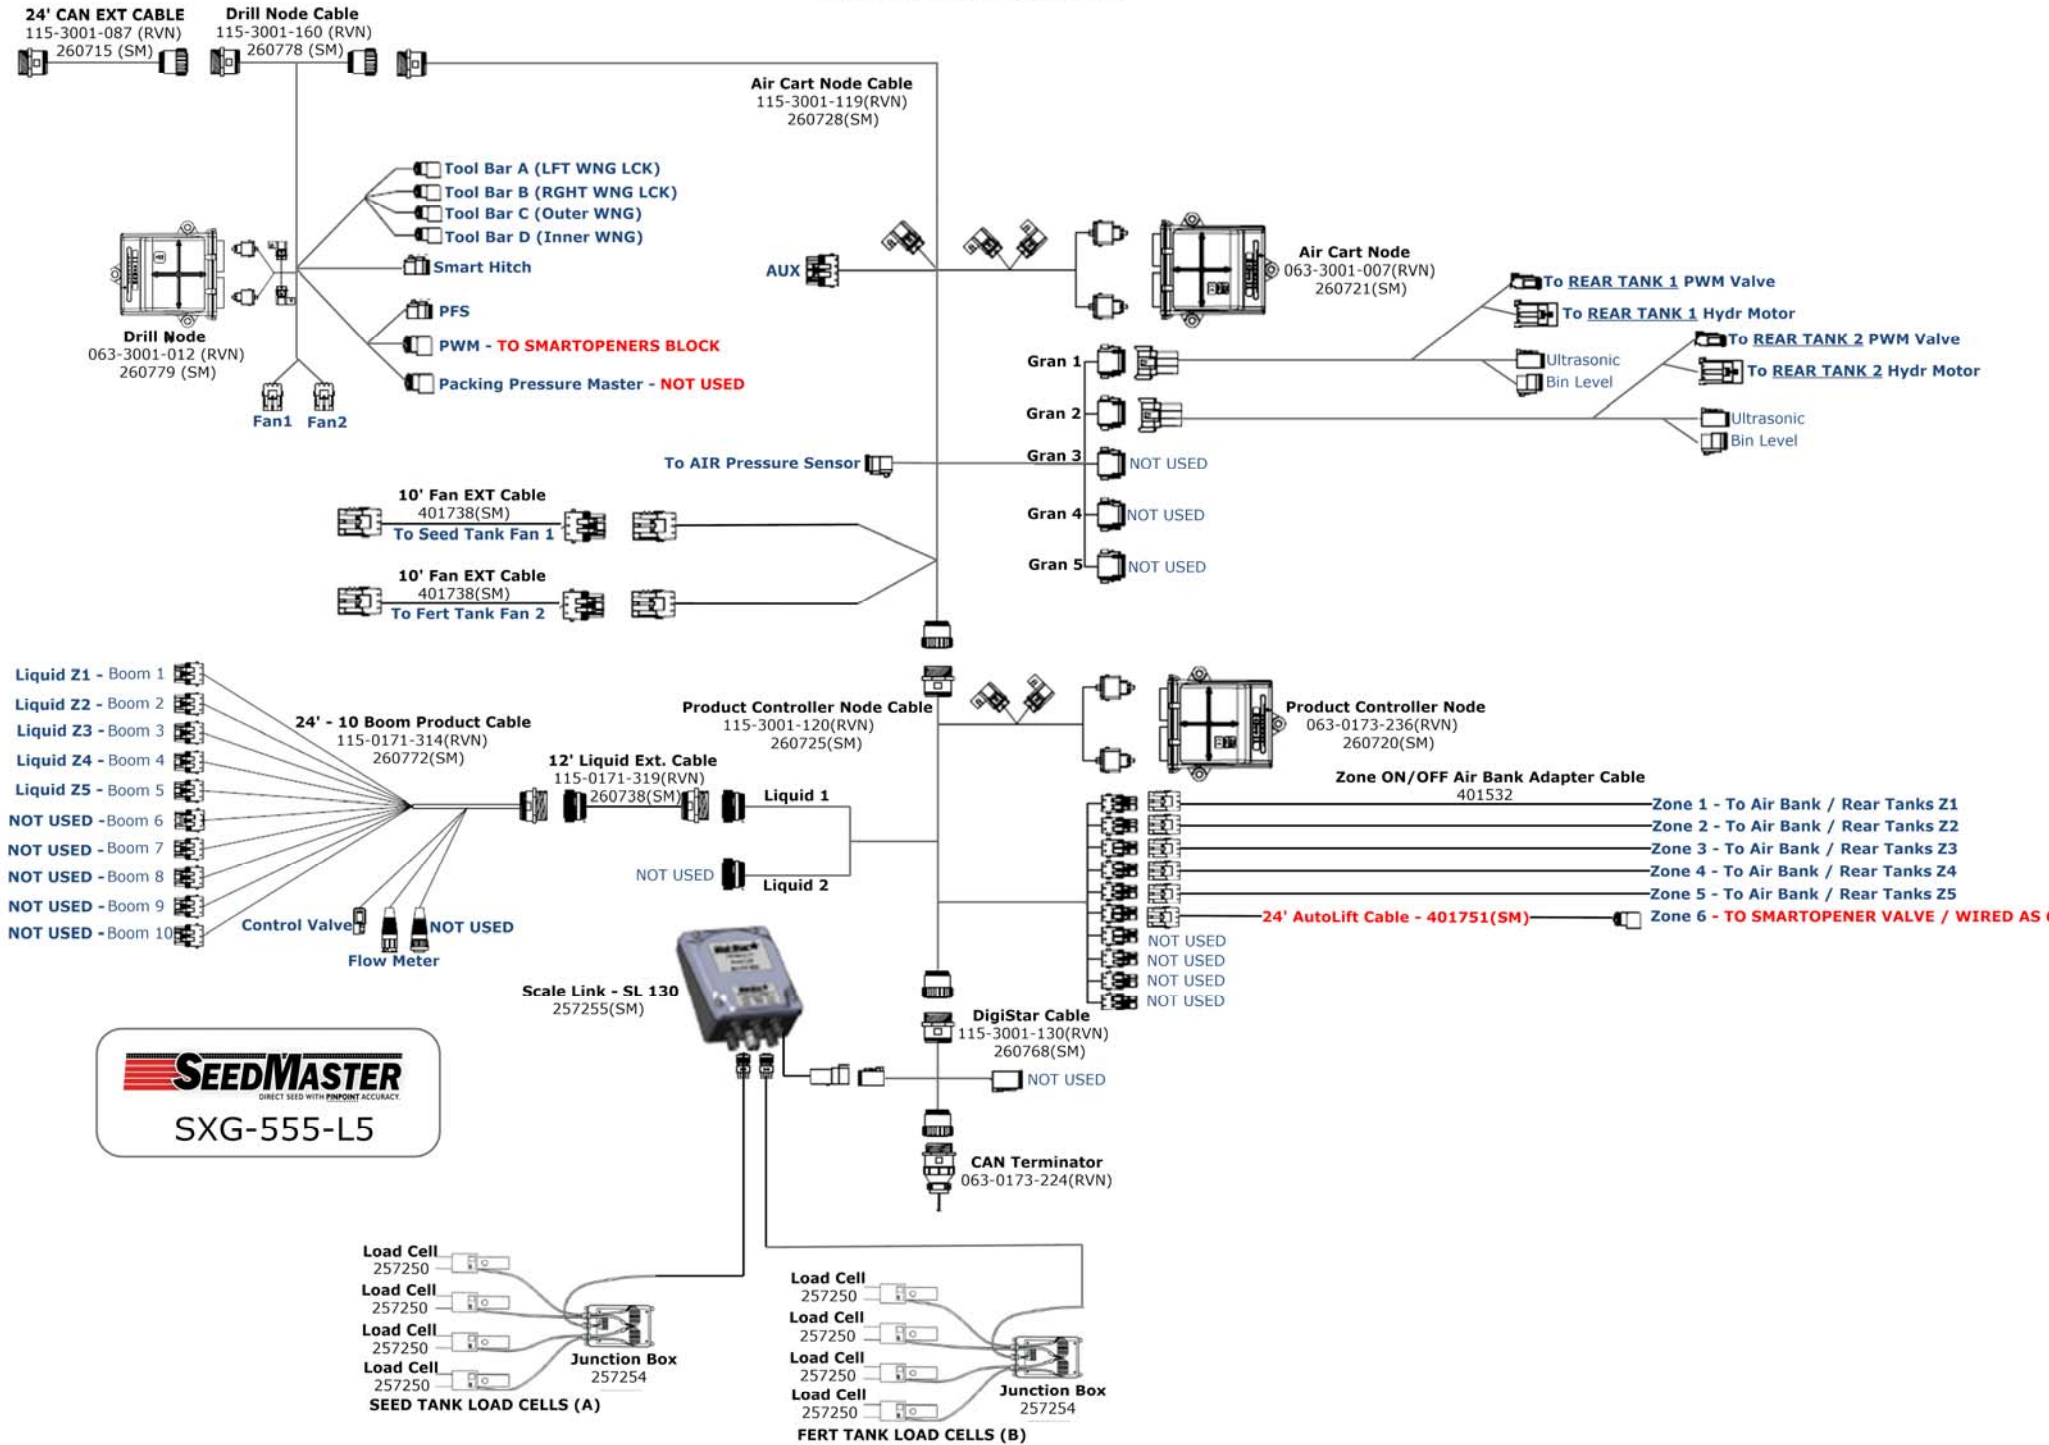 24' CAN EXT CABLE
115-3001-087 (RVN)
260715 (SM)
Drill Node Cable
115-3001-160 (RVN)
260778 (SM)
Air Cart Node Cable
115-3001-119(RVN)
260728(SM)
Tool Bar A (LFT WNG LCK)
Tool Bar B (RGHT WNG LCK)
Tool Bar C (Outer WNG)
Tool Bar D (Inner WNG)
Smart Hitch
PFS
PWM - TO SMARTOPENERS BLOCK
Packing Pressure Master - NOT USED
Drill Node
063-3001-012 (RVN)
260779 (SM)
Fan1
Fan2
AUX
Air Cart Node
063-3001-007(RVN)
260721(SM)
To REAR TANK 1 PWM Valve
To REAR TANK 1 Hydr Motor
To REAR TANK 2 PWM Valve
To REAR TANK 2 Hydr Motor
Ultrasonic
Bin Level
Ultrasonic
Bin Level
Gran 1
Gran 2
Gran 3
NOT USED
Gran 4
NOT USED
Gran 5
NOT USED
To AIR Pressure Sensor
10' Fan EXT Cable
401738(SM)
To Seed Tank Fan 1
10' Fan EXT Cable
401738(SM)
To Fert Tank Fan 2
Liquid Z1 - Boom 1
Liquid Z2 - Boom 2
Liquid Z3 - Boom 3
Liquid Z4 - Boom 4
Liquid Z5 - Boom 5
NOT USED - Boom 6
NOT USED - Boom 7
NOT USED - Boom 8
NOT USED - Boom 9
NOT USED - Boom 10
24' - 10 Boom Product Cable
115-0171-314(RVN)
260772(SM)
12' Liquid Ext. Cable
115-0171-319(RVN)
260738(SM)
Control Valve
Flow Meter
NOT USED
Product Controller Node Cable
115-3001-120(RVN)
260725(SM)
Liquid 1
NOT USED
Liquid 2
Product Controller Node
063-0173-236(RVN)
260720(SM)
Zone ON/OFF Air Bank Adapter Cable
401532
Zone 1 - To Air Bank / Rear Tanks Z1
Zone 2 - To Air Bank / Rear Tanks Z2
Zone 3 - To Air Bank / Rear Tanks Z3
Zone 4 - To Air Bank / Rear Tanks Z4
Zone 5 - To Air Bank / Rear Tanks Z5
24' AutoLift Cable - 401751(SM)
Zone 6 - TO SMARTOPENER VALVE / WIRED AS
NOT USED
NOT USED
NOT USED
NOT USED
Scale Link - SL 130
257255(SM)
DigiStar Cable
115-3001-130(RVN)
260768(SM)
NOT USED
CAN Terminator
063-0173-224(RVN)
SEEDMASTER
DIRECT SEED WITH PINPOINT ACCURACY.
SXG-555-L5
Load Cell
257250
Load Cell
257250
Load Cell
257250
Load Cell
257250
Junction Box
257254
SEED TANK LOAD CELLS (A)
Load Cell
257250
Load Cell
257250
Load Cell
257250
Load Cell
257250
Junction Box
257254
FERT TANK LOAD CELLS (B)